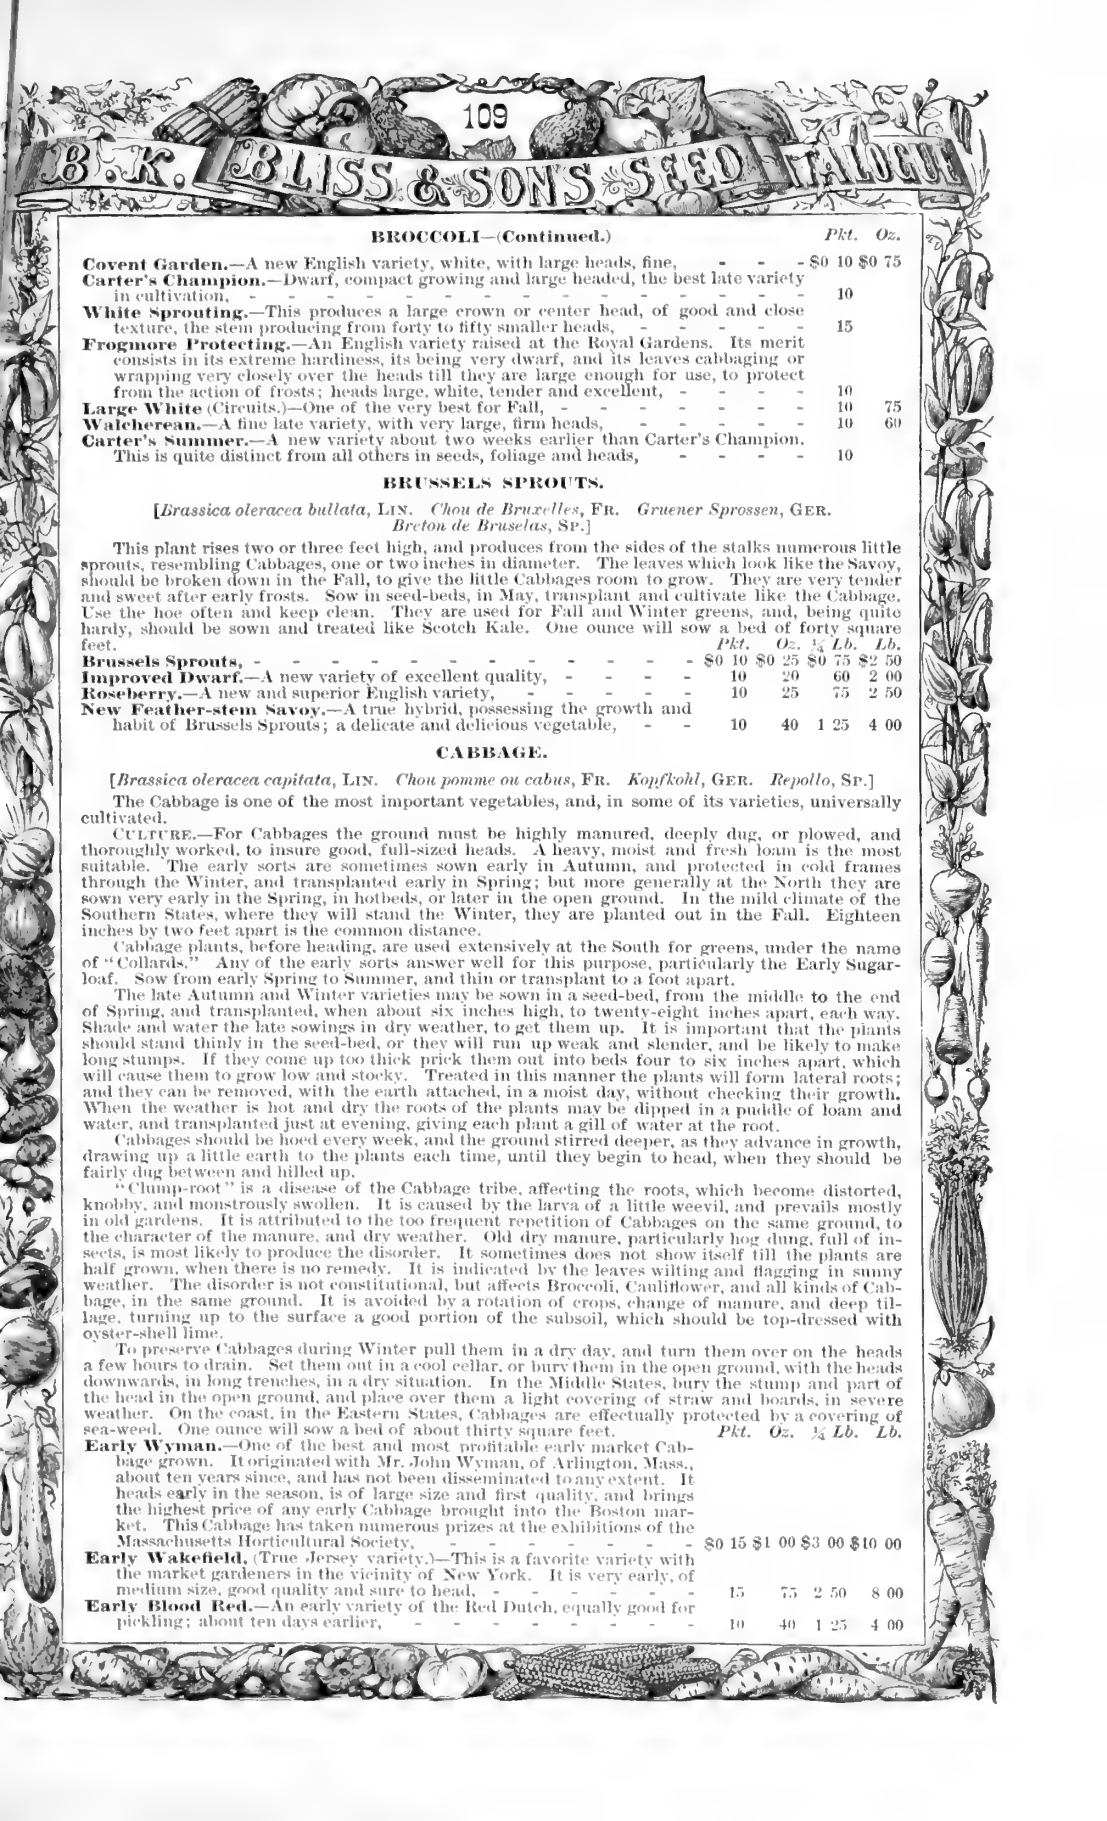 109
B. K. BLISS & SONS SEED CATALOGUE
BROCCOLI—(Continued.) Pkt. Oz.
Covent Garden.—A new English variety, white, with large heads, fine, - - - $0 10 $0 75
Carter's Champion.—Dwarf, compact growing and large headed, the best late variety
in cultivation, - - - - - - - - - - - - - - - 10
White Sprouting.—This produces a large crown or center head, of good and close
texture, the stem producing from forty to fifty smaller heads, - - - - - 15
Frogmore Protecting.—An English variety raised at the Royal Gardens. Its merit
consists in its extreme hardiness, its being very dwarf, and its leaves cabbaging or
wrapping very closely over the heads till they are large enough for use, to protect
from the action of frosts; heads large, white, tender and excellent, - - - - 10
Large White (Circuits.)—One of the very best for Fall, - - - - - - - 10 75
Walcherean.—A fine late variety, with very large, firm heads, - - - - - 10 60
Carter's Summer.—A new variety about two weeks earlier than Carter's Champion.
This is quite distinct from all others in seeds, foliage and heads, - - - - 10
BRUSSELS SPROUTS.
[Brassica oleracea bullata, LIN. Chou de Bruxelles, FR. Gruener Sprossen, GER.
Breton de Bruselas, SP.]
This plant rises two or three feet high, and produces from the sides of the stalks numerous little
sprouts, resembling Cabbages, one or two inches in diameter. The leaves which look like the Savoy,
should be broken down in the Fall, to give the little Cabbages room to grow. They are very tender
and sweet after early frosts. Sow in seed-beds, in May, transplant and cultivate like the Cabbage.
Use the hoe often and keep clean. They are used for Fall and Winter greens, and, being quite
hardy, should be sown and treated like Scotch Kale. One ounce will sow a bed of forty square
feet. Pkt. Oz. ¼ Lb. Lb.
Brussels Sprouts, - - - - - - - - - - - - $0 10 $0 25 $0 75 $2 50
Improved Dwarf.—A new variety of excellent quality, - - - - 10 20 60 2 00
Roseberry.—A new and superior English variety, - - - - - 10 25 75 2 50
New Feather-stem Savoy.—A true hybrid, possessing the growth and
habit of Brussels Sprouts; a delicate and delicious vegetable, - - 10 40 1 25 4 00
CABBAGE.
[Brassica oleracea capitata, LIN. Chou pomme ou cabus, FR. Kopfkohl, GER. Repollo, SP.]
The Cabbage is one of the most important vegetables, and, in some of its varieties, universally
cultivated.
CULTURE.—For Cabbages the ground must be highly manured, deeply dug, or plowed, and
thoroughly worked, to insure good, full-sized heads. A heavy, moist and fresh loam is the most
suitable. The early sorts are sometimes sown early in Autumn, and protected in cold frames
through the Winter, and transplanted early in Spring; but more generally at the North they are
sown very early in the Spring, in hotbeds, or later in the open ground. In the mild climate of the
Southern States, where they will stand the Winter, they are planted out in the Fall. Eighteen
inches by two feet apart is the common distance.
Cabbage plants, before heading, are used extensively at the South for greens, under the name
of "Collards." Any of the early sorts answer well for this purpose, particularly the Early Sugar-
loaf. Sow from early Spring to Summer, and thin or transplant to a foot apart.
The late Autumn and Winter varieties may be sown in a seed-bed, from the middle to the end
of Spring, and transplanted, when about six inches high, to twenty-eight inches apart, each way.
Shade and water the late sowings in dry weather, to get them up. It is important that the plants
should stand thinly in the seed-bed, or they will run up weak and slender, and be likely to make
long stumps. If they come up too thick prick them out into beds four to six inches apart, which
will cause them to grow low and stocky. Treated in this manner the plants will form lateral roots;
and they can be removed, with the earth attached, in a moist day, without checking their growth.
When the weather is hot and dry the roots of the plants may be dipped in a puddle of loam and
water, and transplanted just at evening, giving each plant a gill of water at the root.
Cabbages should be hoed every week, and the ground stirred deeper, as they advance in growth,
drawing up a little earth to the plants each time, until they begin to head, when they should be
fairly dug between and hilled up.
"Clump-root" is a disease of the Cabbage tribe, affecting the roots, which become distorted,
knobby, and monstrously swollen. It is caused by the larva of a little weevil, and prevails mostly
in old gardens. It is attributed to the too frequent repetition of Cabbages on the same ground, to
the character of the manure, and dry weather. Old dry manure, particularly hog dung, full of in-
sects, is most likely to produce the disorder. It sometimes does not show itself till the plants are
half grown, when there is no remedy. It is indicated by the leaves wilting and flagging in sunny
weather. The disorder is not constitutional, but affects Broccoli, Cauliflower, and all kinds of Cab-
bage, in the same ground. It is avoided by a rotation of crops, change of manure, and deep til-
lage, turning up to the surface a good portion of the subsoil, which should be top-dressed with
oyster-shell lime.
To preserve Cabbages during Winter pull them in a dry day, and turn them over on the heads
a few hours to drain. Set them out in a cool cellar, or bury them in the open ground, with the heads
downwards, in long trenches, in a dry situation. In the Middle States, bury the stump and part of
the head in the open ground, and place over them a light covering of straw and boards, in severe
weather. On the coast, in the Eastern States, Cabbages are effectually protected by a covering of
sea-weed. One ounce will sow a bed of about thirty square feet. Pkt. Oz. ¼ Lb. Lb.
Early Wyman.—One of the best and most profitable early market Cab-
bage grown. It originated with Mr. John Wyman, of Arlington, Mass.,
about ten years since, and has not been disseminated to any extent. It
heads early in the season, is of large size and first quality, and brings
the highest price of any early Cabbage brought into the Boston mar-
ket. This Cabbage has taken numerous prizes at the exhibitions of the
Massachusetts Horticultural Society, - - - - - - - $0 15 $1 00 $3 00 $10 00
Early Wakefield, (True Jersey variety.)—This is a favorite variety with
the market gardeners in the vicinity of New York. It is very early, of
medium size, good quality and sure to head, - - - - - - 15 75 2 50 8 00
Early Blood Red.—An early variety of the Red Dutch, equally good for
pickling; about ten days earlier, - - - - - - - - 10 40 1 25 4 00